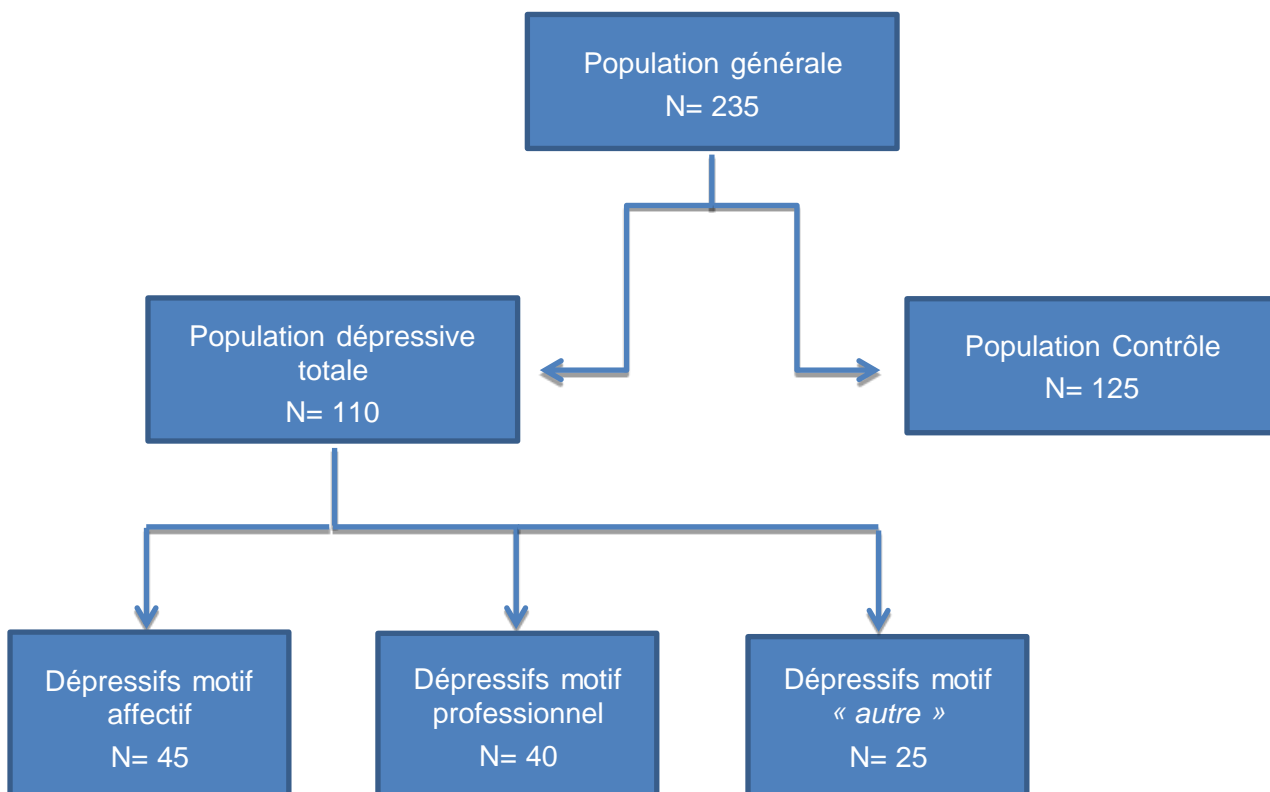 Population générale
N= 235
Population dépressive
totale
N= 110
Population Contrôle
N= 125
Dépressifs motif
affectif
N= 45
Dépressifs motif
professionnel
N= 40
Dépressifs motif
« autre »
N= 25